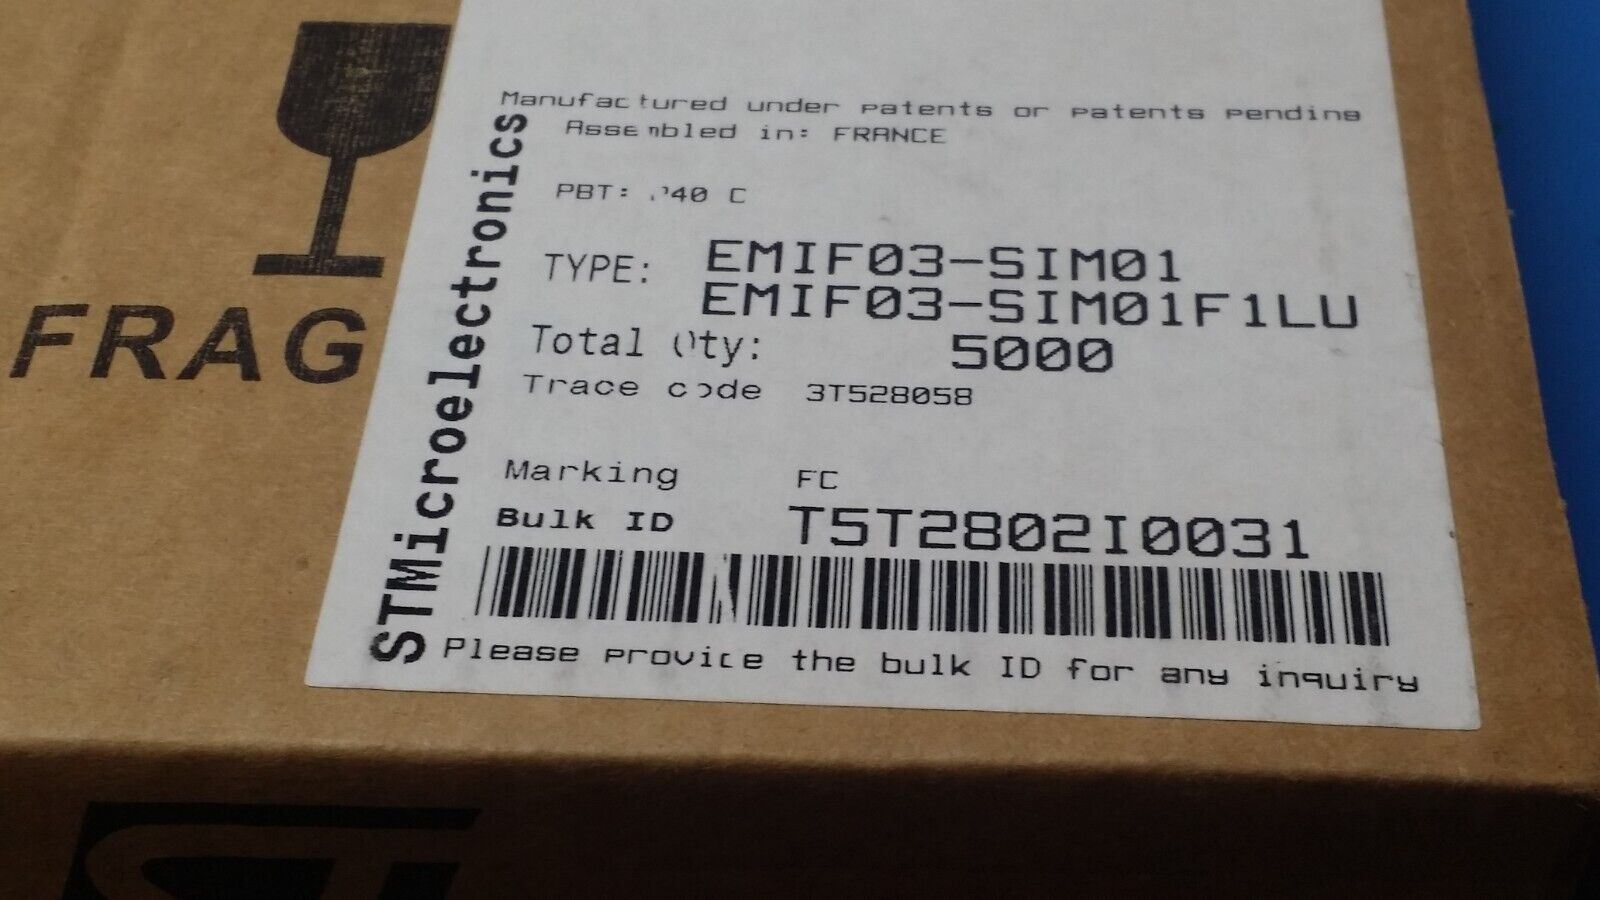 Manufactured under patents or patents pending
Assembled in: FRANCE
PBT: 240 C
TYPE: EMIF03-SIM01
EMIF03-SIM01F1LU
Total Qty: 5000
Trace code 3T528058
Marking FC
Bulk ID T5T2802I0031
Please provide the bulk ID for any inquiry
STMicroelectronics
FRAG
ST